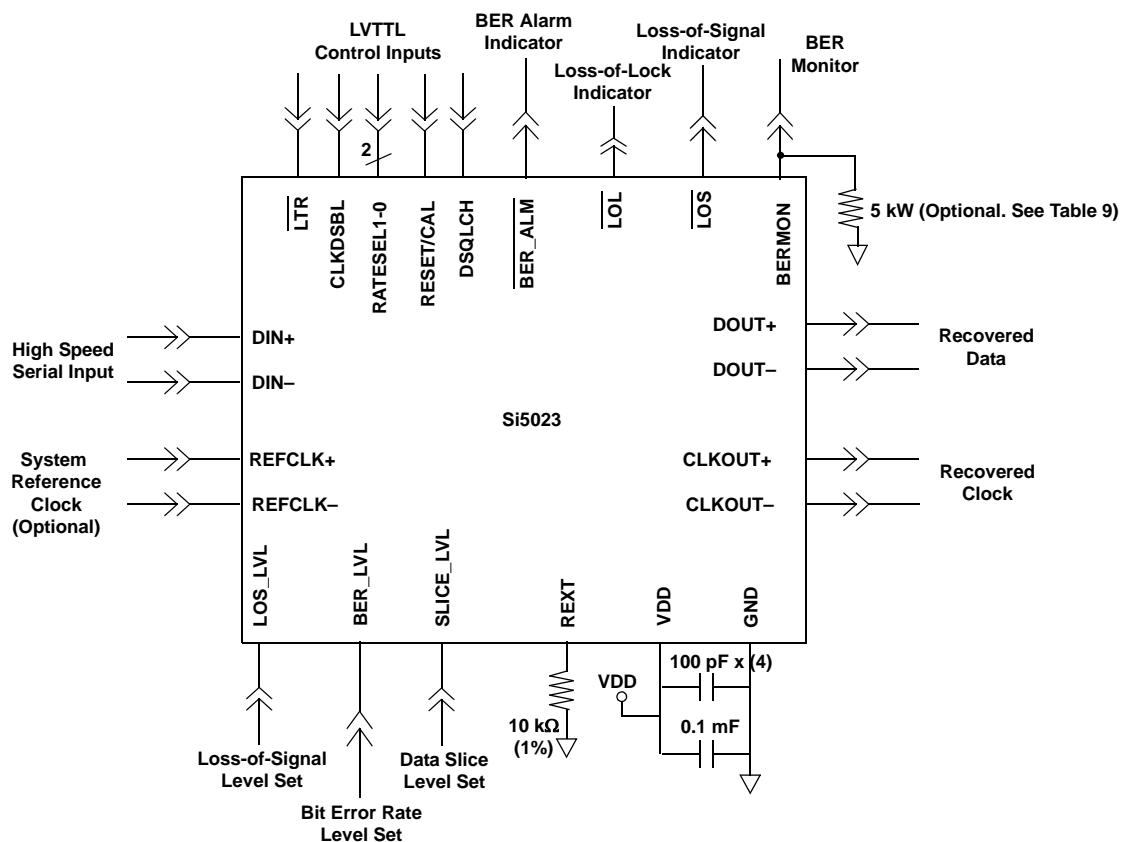 LVTTL
Control Inputs
BER Alarm
Indicator
Loss-of-Lock
Indicator
Loss-of-Signal
Indicator
BER
Monitor
2
LTR
CLKDSBL
RATESEL1-0
RESET/CAL
DSQLCH
BER_ALM
LOL
LOS
BERMON
5 kW (Optional. See Table 9)
High Speed
Serial Input
DIN+
DIN–
DOUT+
DOUT–
Recovered
Data
Si5023
System
Reference
Clock
(Optional)
REFCLK+
REFCLK–
CLKOUT+
CLKOUT–
Recovered
Clock
LOS_LVL
BER_LVL
SLICE_LVL
REXT
VDD
GND
Loss-of-Signal
Level Set
Bit Error Rate
Level Set
Data Slice
Level Set
10 kΩ
(1%)
VDD
100 pF x (4)
0.1 mF